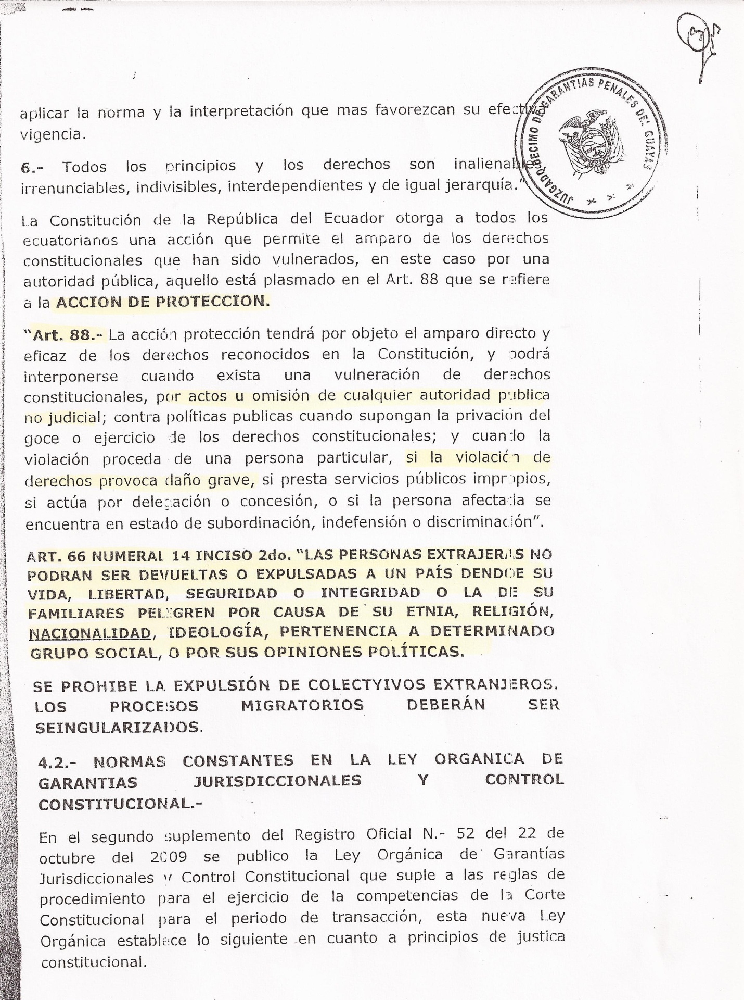 JUZGADO DECIMO DE GARANTIAS PENALES DEL GUAYAS
aplicar la norma y la interpretación que mas favorezcan su efectiva
vigencia.
6.- Todos los principios y los derechos son inalienables,
irrenunciables, indivisibles, interdependientes y de igual jerarquía."
La Constitución de la República del Ecuador otorga a todos los
ecuatorianos una acción que permite el amparo de los derechos
constitucionales que han sido vulnerados, en este caso por una
autoridad pública, aquello está plasmado en el Art. 88 que se refiere
a la ACCION DE PROTECCION.
"Art. 88.- La acción protección tendrá por objeto el amparo directo y
eficaz de los derechos reconocidos en la Constitución, y podrá
interponerse cuando exista una vulneración de derechos
constitucionales, por actos u omisión de cualquier autoridad publica
no judicial; contra políticas publicas cuando supongan la privación del
goce o ejercicio de los derechos constitucionales; y cuando la
violación proceda de una persona particular, si la violación de
derechos provoca daño grave, si presta servicios públicos impropios,
si actúa por delegación o concesión, o si la persona afectada se
encuentra en estado de subordinación, indefensión o discriminación".
ART. 66 NUMERAL 14 INCISO 2do. "LAS PERSONAS EXTRAJERAS NO
PODRAN SER DEVUELTAS O EXPULSADAS A UN PAÍS DENDOE SU
VIDA, LIBERTAD, SEGURIDAD O INTEGRIDAD O LA DE SU
FAMILIARES PELIGREN POR CAUSA DE SU ETNIA, RELIGIÓN,
NACIONALIDAD, IDEOLOGÍA, PERTENENCIA A DETERMINADO
GRUPO SOCIAL, O POR SUS OPINIONES POLÍTICAS.
SE PROHIBE LA EXPULSIÓN DE COLECTYIVOS EXTRANJEROS.
LOS PROCESOS MIGRATORIOS DEBERÁN SER
SEINGULARIZADOS.
4.2.- NORMAS CONSTANTES EN LA LEY ORGANICA DE
GARANTIAS JURISDICCIONALES Y CONTROL
CONSTITUCIONAL.-
En el segundo suplemento del Registro Oficial N.- 52 del 22 de
octubre del 2009 se publico la Ley Orgánica de Garantías
Jurisdiccionales y Control Constitucional que suple a las reglas de
procedimiento para el ejercicio de la competencias de la Corte
Constitucional para el periodo de transacción, esta nueva Ley
Orgánica establece lo siguiente en cuanto a principios de justica
constitucional.